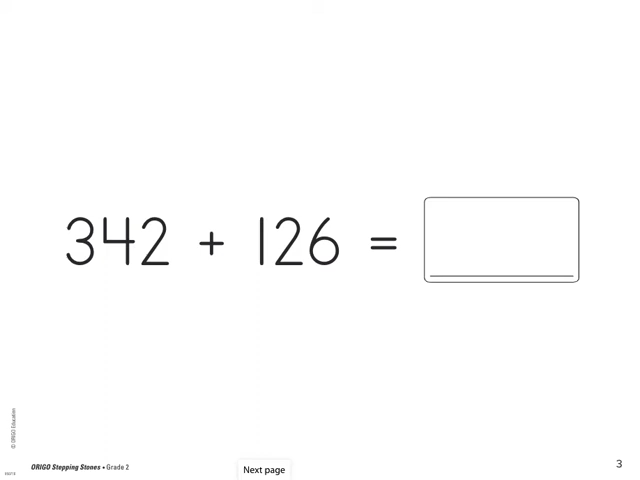 342 + 126 =
© ORIGO Education
ORIGO Stepping Stones • Grade 2
Next page
3